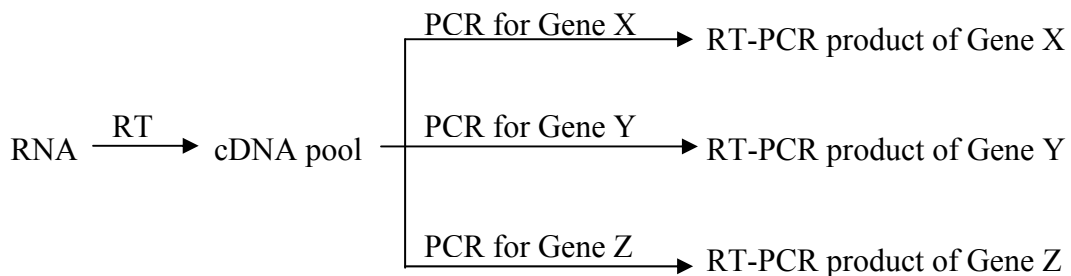 PCR for Gene X
RT-PCR product of Gene X
RT
RNA
cDNA pool
PCR for Gene Y
RT-PCR product of Gene Y
PCR for Gene Z
RT-PCR product of Gene Z